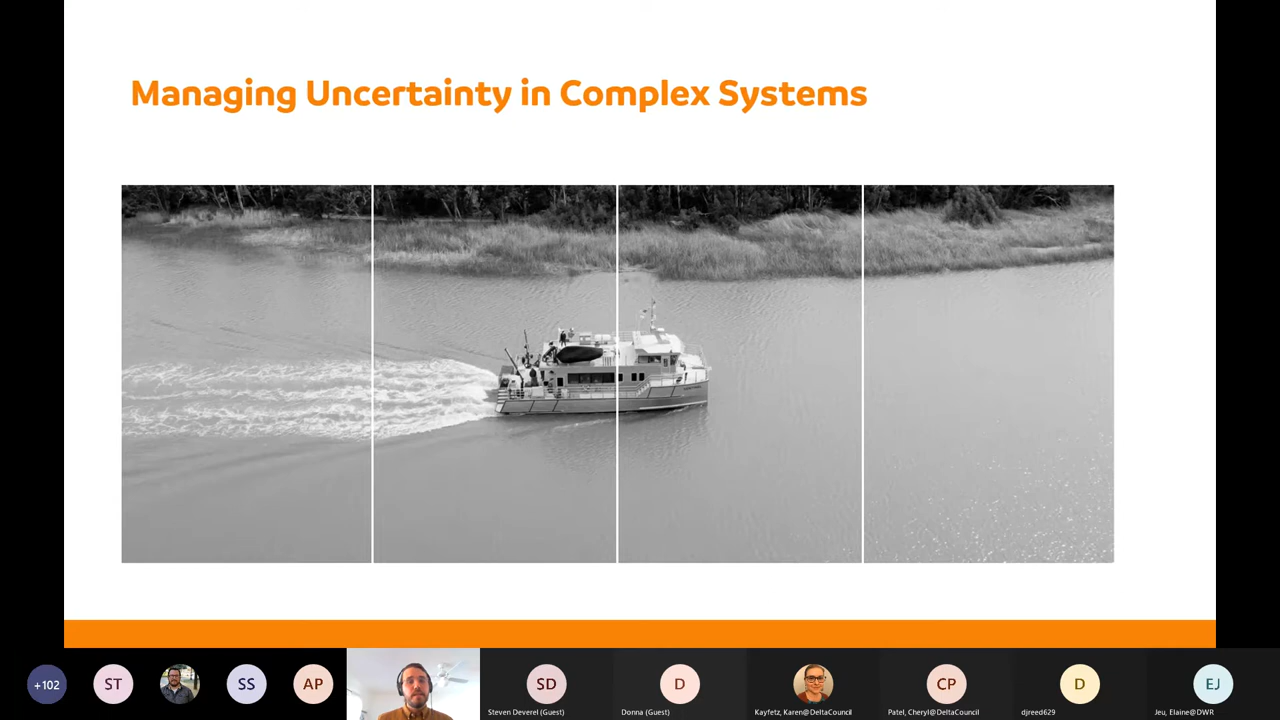 Managing Uncertainty in Complex Systems
+102
ST
SS
AP
SD
Steven Deverel (Guest)
D
Donna (Guest)
Kayfetz, Karen@DeltaCouncil
CP
Patel, Cheryl@DeltaCouncil
D
djreed629
EJ
Jeu, Elaine@DWR